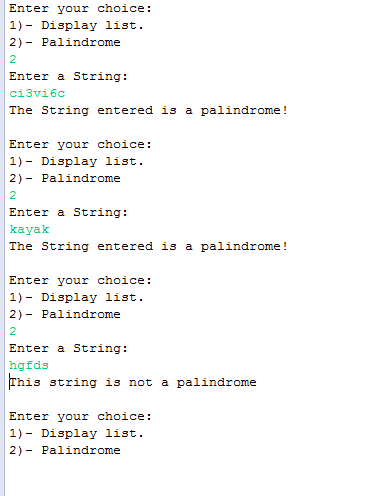 Enter your choice:
1)- Display list.
2)- Palindrome
2
Enter a String:
ci3vi6c
The String entered is a palindrome!
Enter your choice:
1)- Display list.
2)- Palindrome
2
Enter a String:
kayak
The String entered is a palindrome!
Enter your choice:
1)- Display list.
2)- Palindrome
2
Enter a String:
hgfds
This string is not a palindrome
Enter your choice:
1)- Display list.
2)- Palindrome